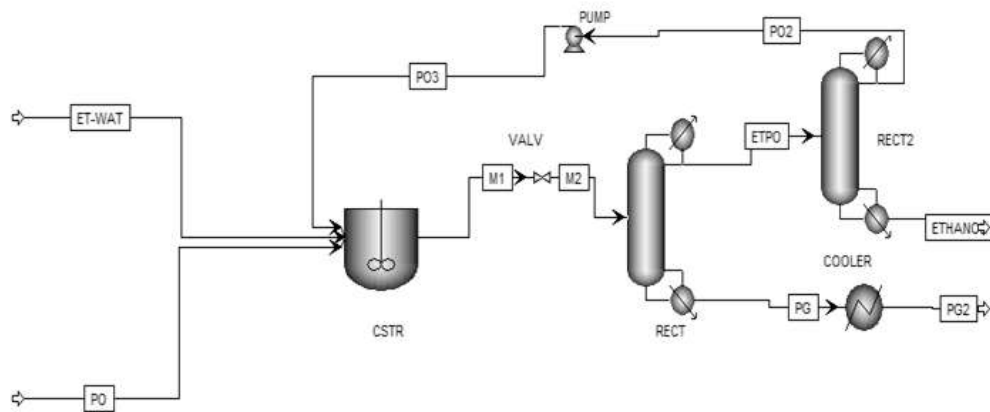 PUMP
PO2
PO3
ET-WAT
VALV
ETPO
RECT2
M1
M2
ETHANO
COOLER
PG
PG2
CSTR
RECT
PO